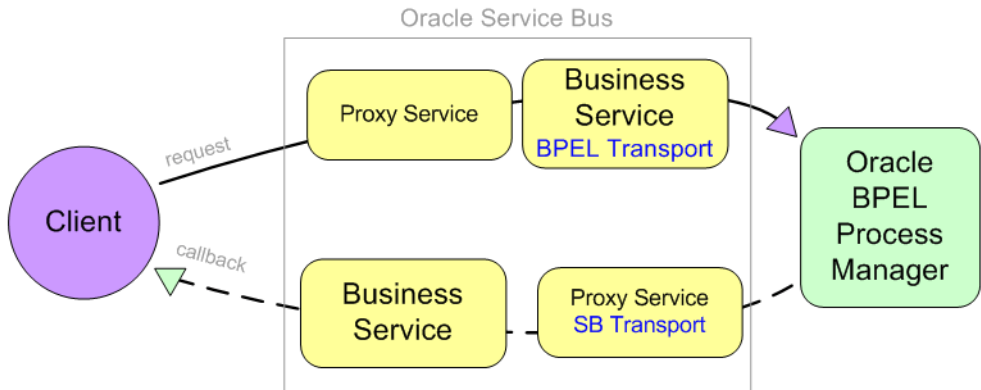 Oracle Service Bus
Proxy Service
Business
Service
BPEL Transport
request
Client
Oracle
BPEL
Process
Manager
callback
Business
Service
Proxy Service
SB Transport